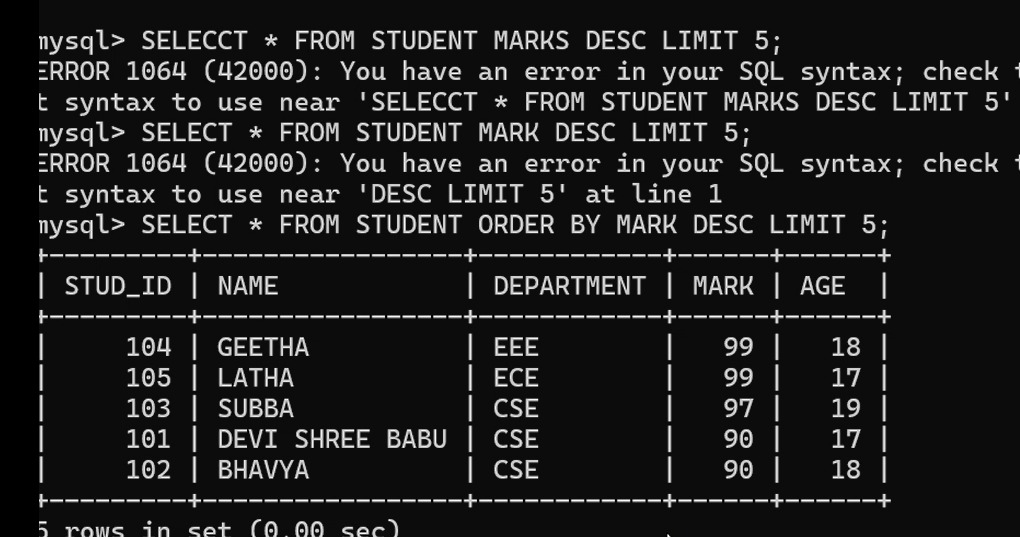 mysql> SELECCT * FROM STUDENT MARKS DESC LIMIT 5;
ERROR 1064 (42000): You have an error in your SQL syntax; check
t syntax to use near 'SELECCT * FROM STUDENT MARKS DESC LIMIT 5'
mysql> SELECT * FROM STUDENT MARK DESC LIMIT 5;
ERROR 1064 (42000): You have an error in your SQL syntax; check
t syntax to use near 'DESC LIMIT 5' at line 1
mysql> SELECT * FROM STUDENT ORDER BY MARK DESC LIMIT 5;
+---------+-----------------+------------+------+------+
| STUD_ID | NAME            | DEPARTMENT | MARK | AGE  |
+---------+-----------------+------------+------+------+
|     104 | GEETHA          | EEE        |   99 |   18 |
|     105 | LATHA           | ECE        |   99 |   17 |
|     103 | SUBBA           | CSE        |   97 |   19 |
|     101 | DEVI SHREE BABU | CSE        |   90 |   17 |
|     102 | BHAVYA          | CSE        |   90 |   18 |
+---------+-----------------+------------+------+------+
5 rows in set (0.00 sec)